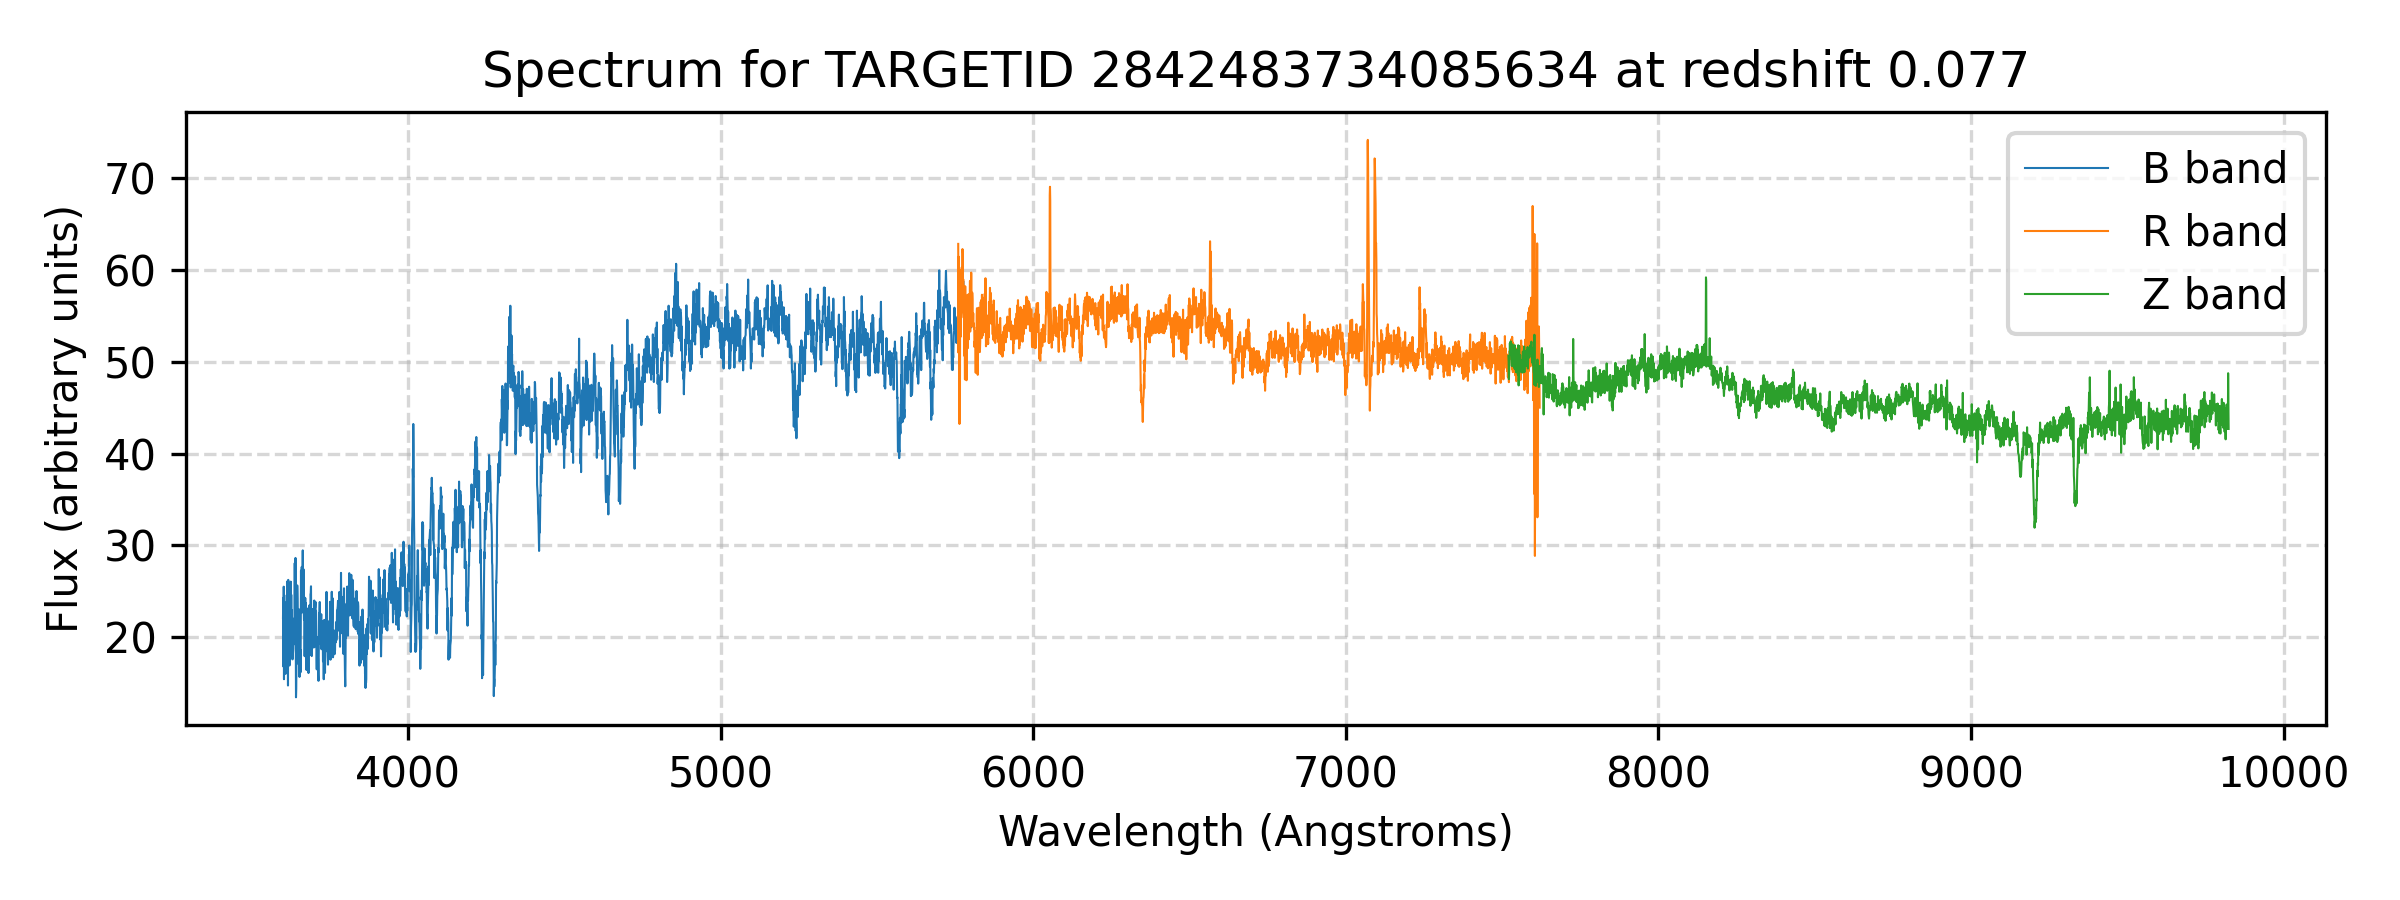 Spectrum for TARGETID 2842483734085634 at redshift 0.077
Flux (arbitrary units)
70
60
50
40
30
20
B band
R band
Z band
4000 5000 6000 7000 8000 9000 10000
Wavelength (Angstroms)